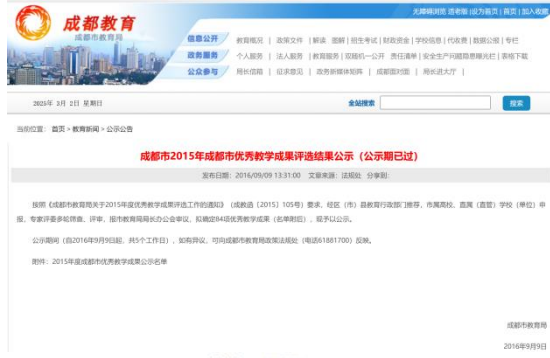 无障碍浏览 适老版 |设为首页 | 首页 | 加入收藏
成都教育
成都市教育局
信息公开 教育概况 | 政策文件 | 解读 图解 | 招生考试 | 财政资金 | 学校信息 | 代收费 | 数据公报 | 专栏
政务服务 个人服务 | 法人服务 | 教育服务 | 双随机一公开 责任清单 | 安全生产问题隐患曝光栏 | 表格下载
公众参与 局长信箱 | 征求意见 | 政务新媒体矩阵 | 成都面对面 | 局长进大厅 |
2025年 3月 2日 星期日 全站搜索 搜索
当前位置: 首页 > 教育新闻 > 公示公告
成都市2015年成都市优秀教学成果评选结果公示（公示期已过）
发布日期: 2016/09/09 13:31:00 文章来源: 法规处 分享到:
按照《成都市教育局关于2015年度优秀教学成果评选工作的通知》（成教函〔2015〕105号）要求，经区（市）县教育行政部门推荐，市属高校、直属（直管）学校（单位）申
报，专家评委多轮筛查、评审，报市教育局局长办公会审议，拟确定84项优秀教学成果（名单附后），现予以公示。
公示期间（自2016年9月9日起，共5个工作日），如有异议，可向成都市教育局政策法规处（电话61881700）反映。
附件: 2015年度成都市优秀教学成果公示名单
成都市教育局
2016年9月9日